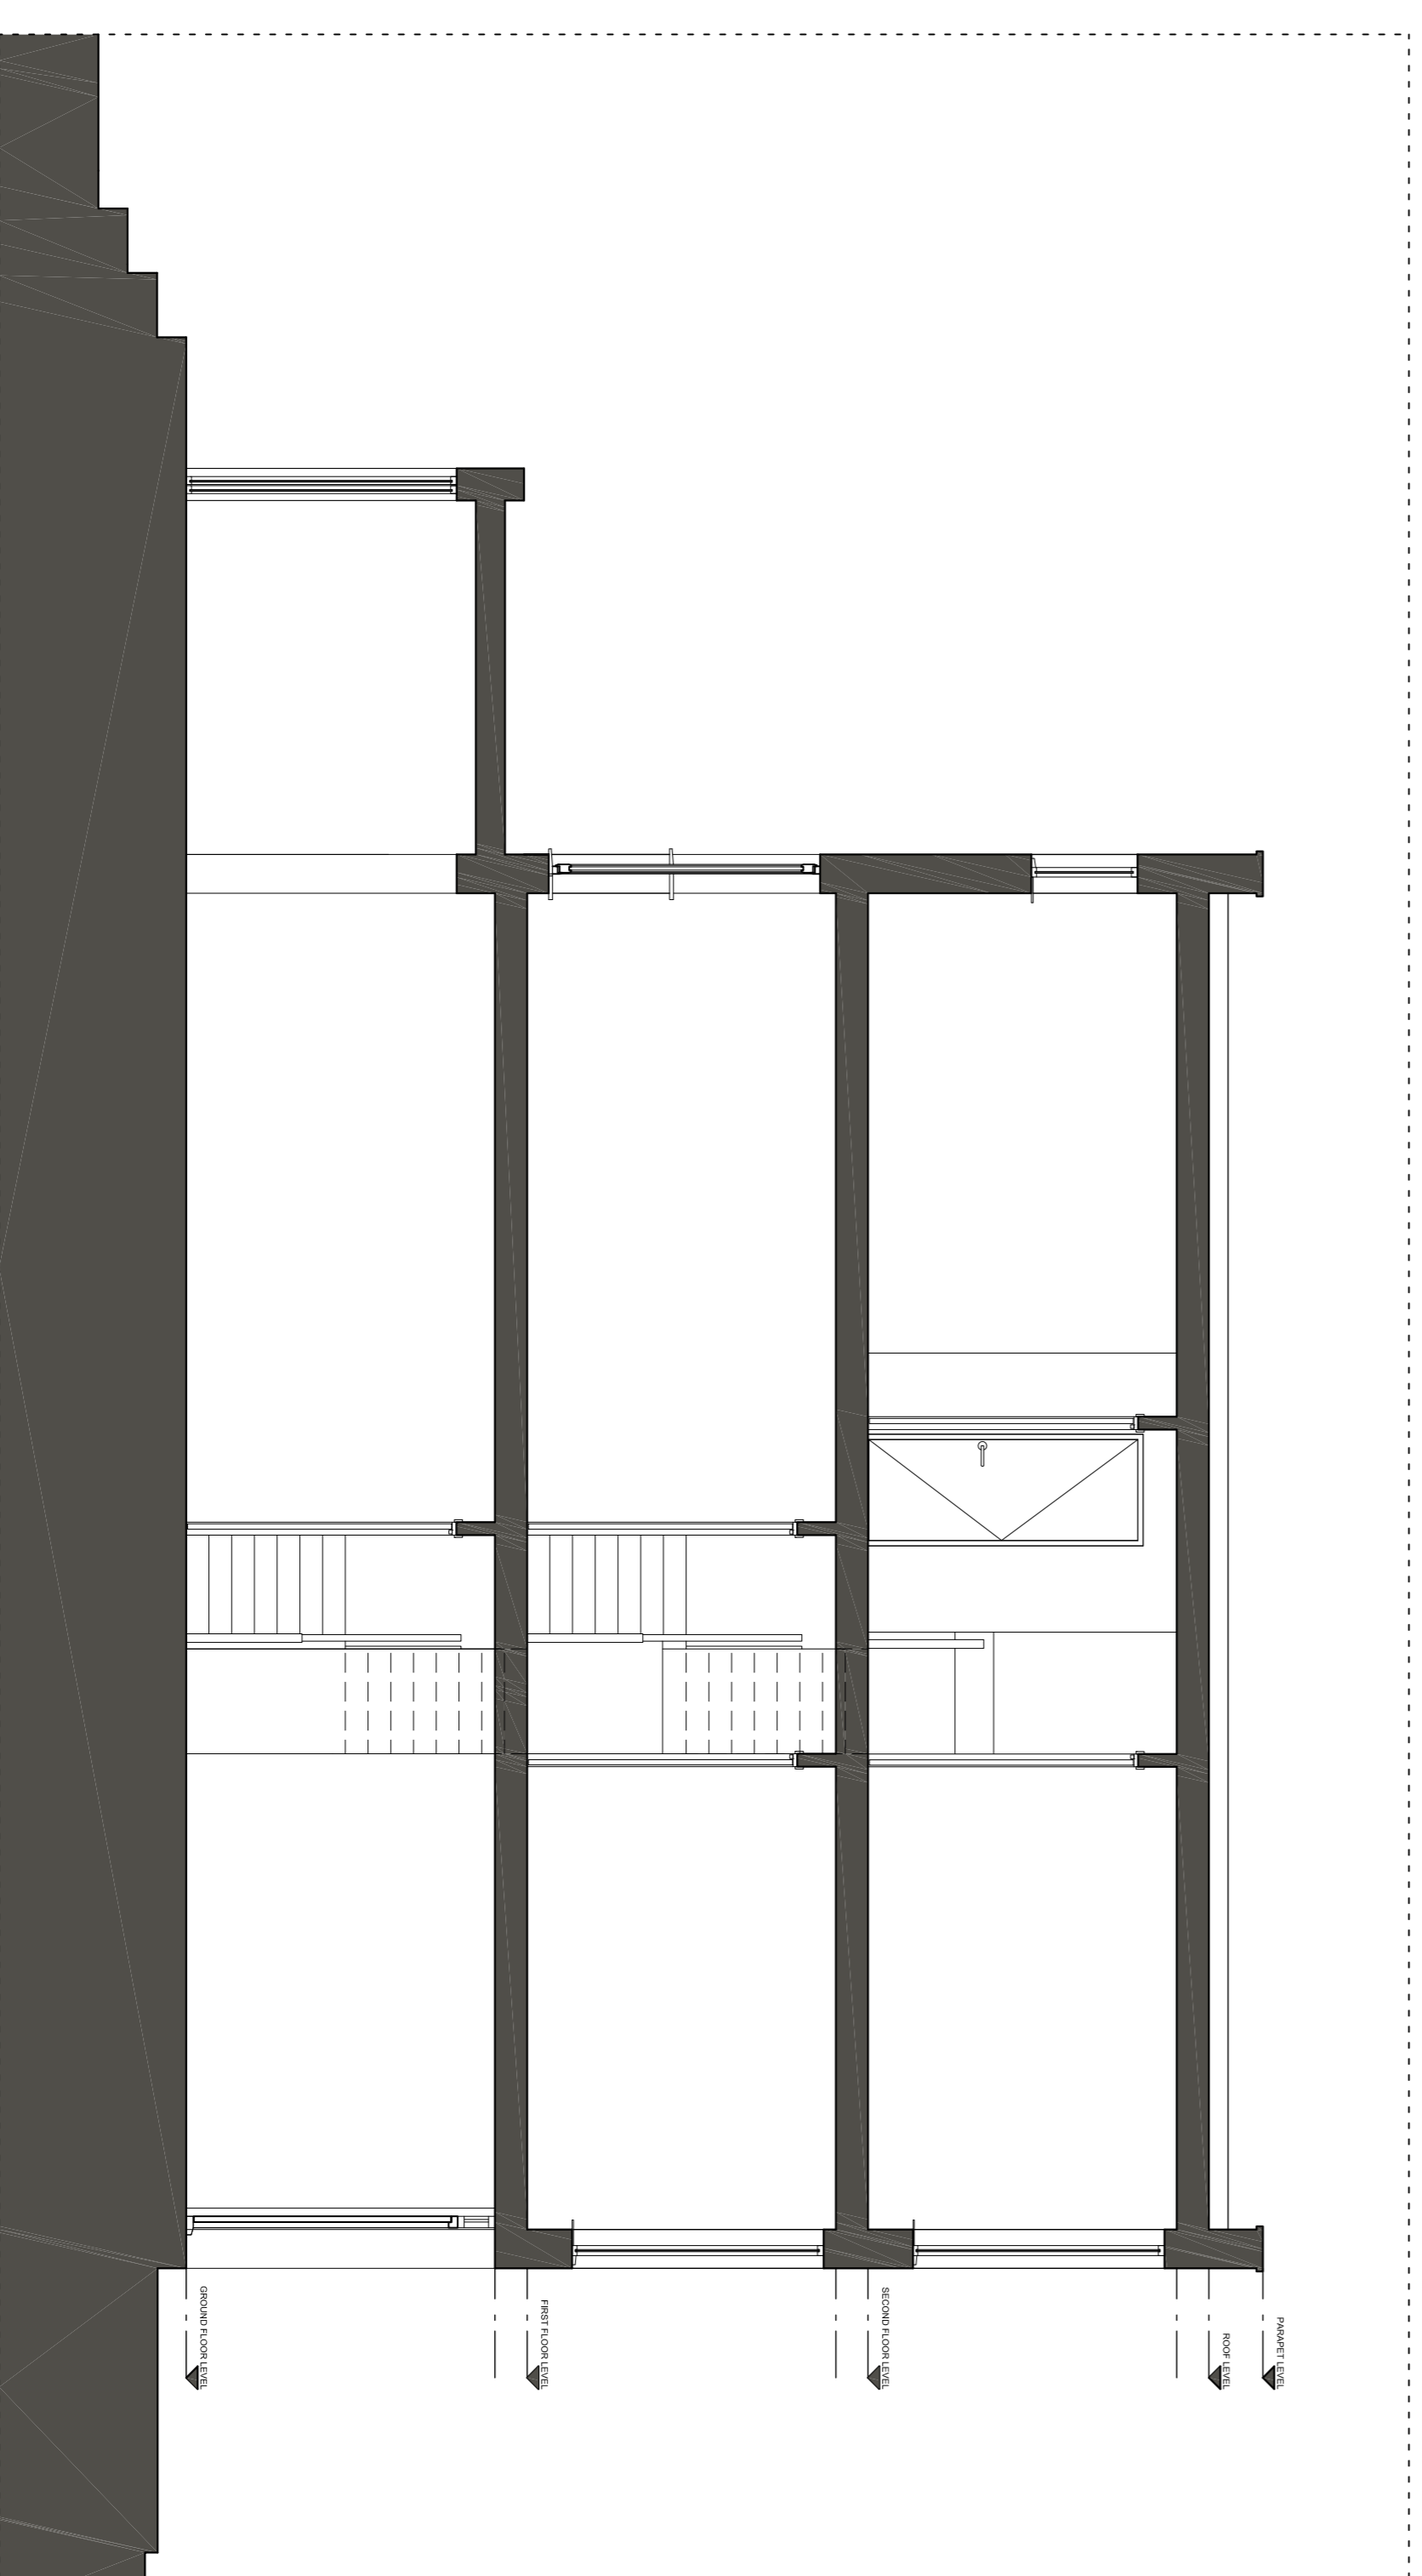 PARAPET LEVEL
ROOF LEVEL
SECOND FLOOR LEVEL
FIRST FLOOR LEVEL
GROUND FLOOR LEVEL